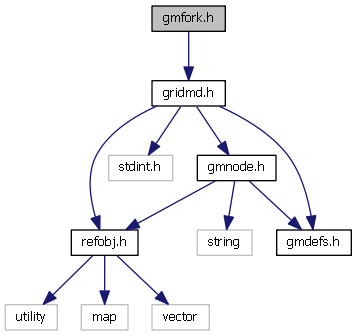 gmfork.h
gridmd.h
stdint.h
gmnode.h
refobj.h
string
gmdefs.h
utility
map
vector